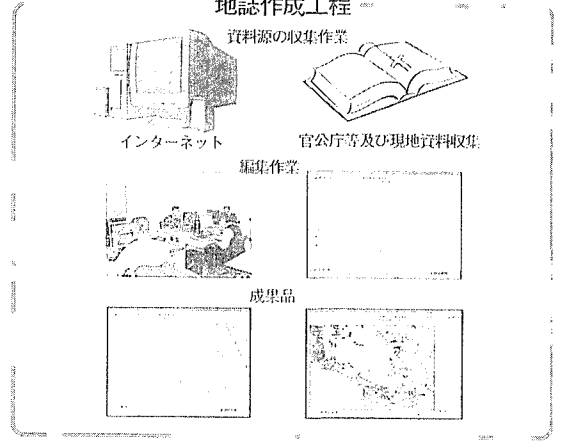 地誌作成工程
資料源の収集作業
インターネット
官公庁等及び現地資料収集
編集作業
成果品